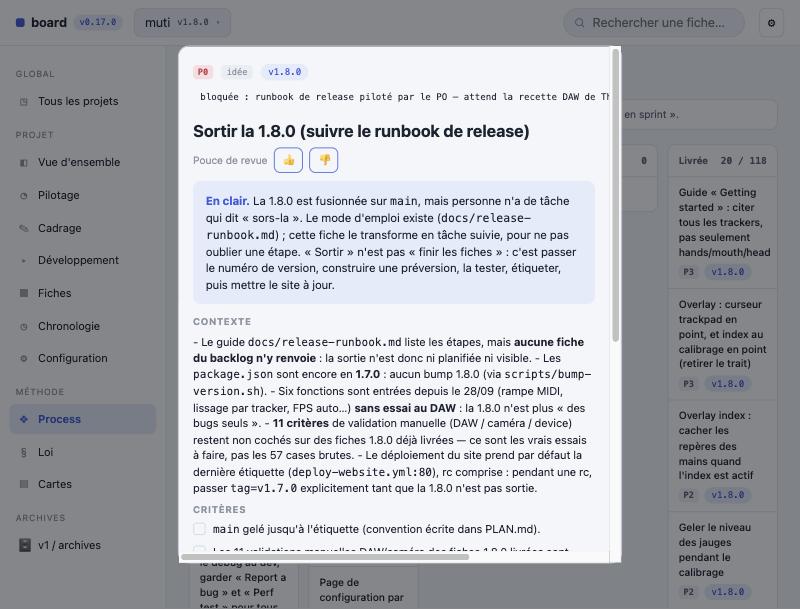 board v0.17.0 muti v1.8.0 Rechercher une fiche...
GLOBAL
Tous les projets
PROJET
Vue d'ensemble
Pilotage
Cadrage
Développement
Fiches
Chronologie
Configuration
MÉTHODE
Process
Loi
Cartes
ARCHIVES
v1 / archives
P0 idée v1.8.0
bloquée : runbook de release piloté par le PO — attend la recette DAW de
Sortir la 1.8.0 (suivre le runbook de release)
Pouce de revue
En clair. La 1.8.0 est fusionnée sur main, mais personne n'a de tâche
qui dit « sors-la ». Le mode d'emploi existe (docs/release-
runbook.md) ; cette fiche le transforme en tâche suivie, pour ne pas
oublier une étape. « Sortir » n'est pas « finir les fiches » : c'est passer
le numéro de version, construire une préversion, la tester, étiqueter,
puis mettre le site à jour.
CONTEXTE
- Le guide docs/release-runbook.md liste les étapes, mais aucune fiche
du backlog n'y renvoie : la sortie n'est donc ni planifiée ni visible. - Les
package.json sont encore en 1.7.0 : aucun bump 1.8.0 (via scripts/bump-
version.sh). - Six fonctions sont entrées depuis le 28/09 (rampe MIDI,
lissage par tracker, FPS auto…) sans essai au DAW : la 1.8.0 n'est plus « des
bugs seuls ». - 11 critères de validation manuelle (DAW / caméra / device)
restent non cochés sur des fiches 1.8.0 déjà livrées — ce sont les vrais essais
à faire, pas les 57 cases brutes. - Le déploiement du site prend par défaut la
dernière étiquette (deploy-website.yml:80), rc comprise : pendant une rc,
passer tag=v1.7.0 explicitement tant que la 1.8.0 n'est pas sortie.
CRITÈRES
main gelé jusqu'à l'étiquette (convention écrite dans PLAN.md).
Les 11 validations manuelles DAW/caméra des fiches 1.8.0 livrées sont
en sprint ».
0
Livrée 20 / 118
Guide « Getting
started » : citer
tous les trackers,
pas seulement
hands/mouth/head
P3 v1.8.0
Overlay : curseur
trackpad en
point, et index au
calibrage en point
(retirer le trait)
P3 v1.8.0
Overlay index :
cacher les
repères des
mains quand
l'index est actif
P2 v1.8.0
Geler le niveau
des jauges
pendant le
calibrage
P2 v1.8.0
le debug au dev,
garder « Report a
bug » et « Perf
test » pour tous
Page de
configuration par